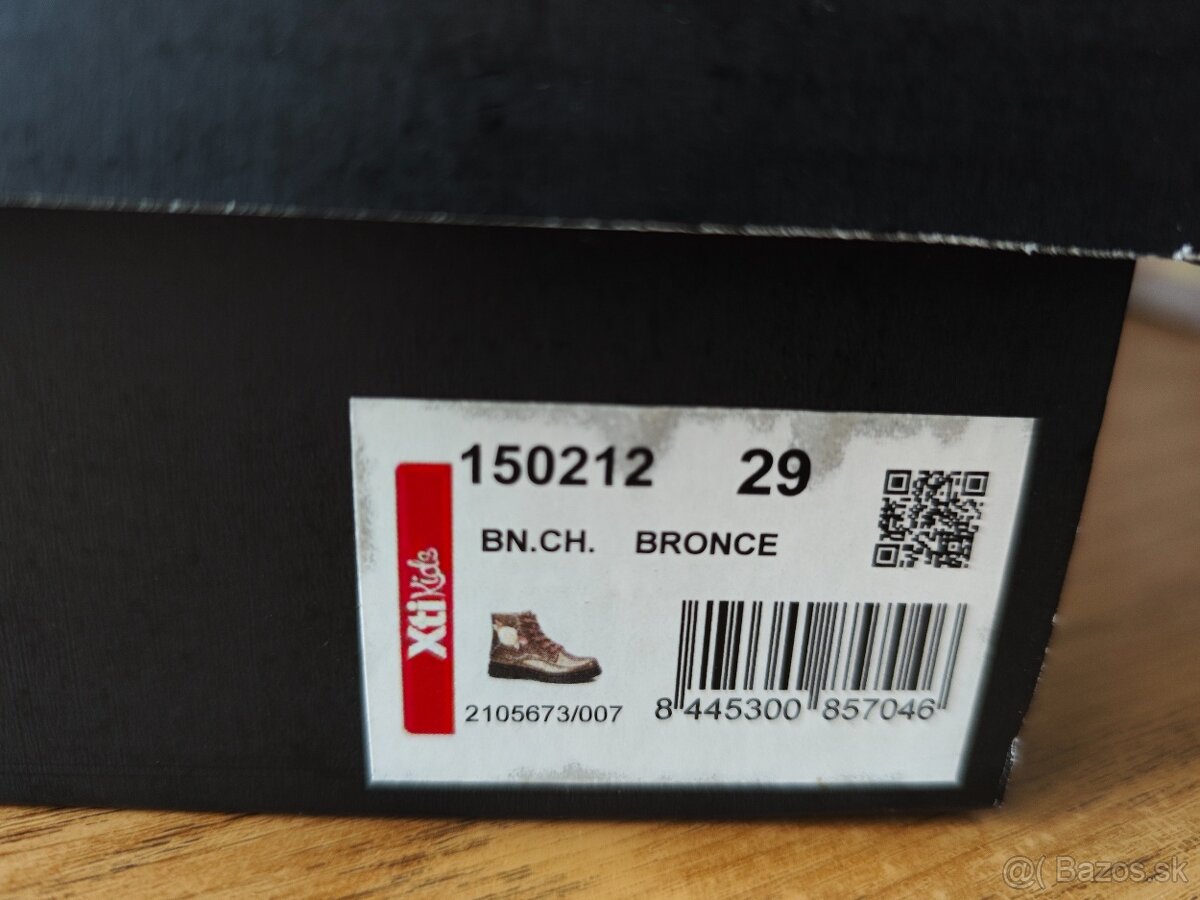 150212 29
BN.CH. BRONCE
Xti Kids
2105673/007
8 445300 857046
@( Bazos.sk